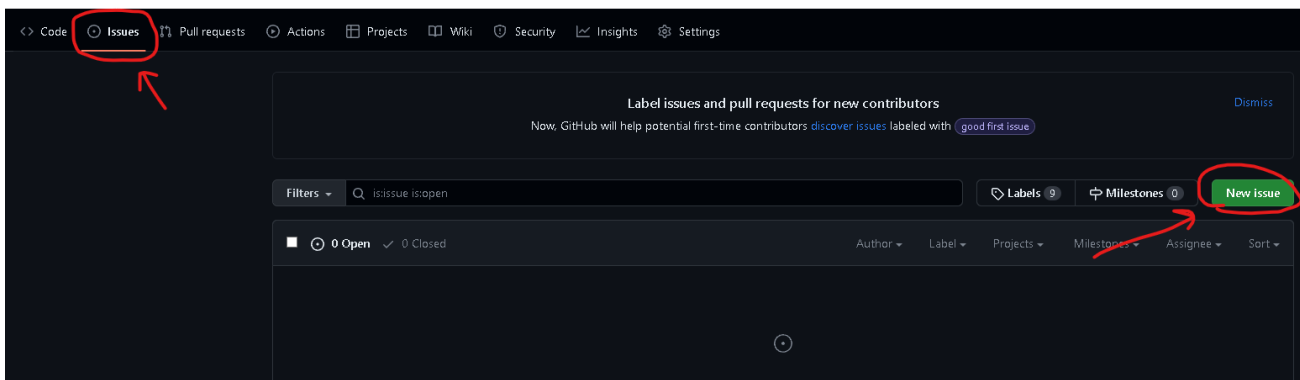 Code Issues Pull requests Actions Projects Wiki Security Insights Settings
Label issues and pull requests for new contributors
Dismiss
Now, GitHub will help potential first-time contributors discover issues labeled with good first issue
Filters is:issue is:open Labels 9 Milestones 0 New issue
0 Open 0 Closed Author Label Projects Milestones Assignee Sort